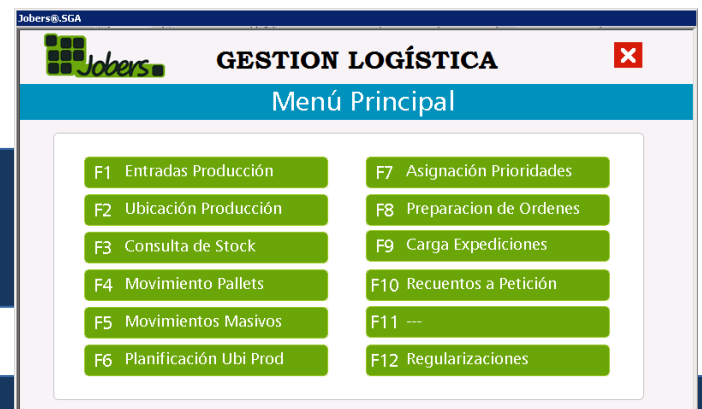 Jobers®.SGA
Jobers
GESTION LOGÍSTICA
Menú Principal
F1 Entradas Producción
F2 Ubicación Producción
F3 Consulta de Stock
F4 Movimiento Pallets
F5 Movimientos Masivos
F6 Planificación Ubi Prod
F7 Asignación Prioridades
F8 Preparacion de Ordenes
F9 Carga Expediciones
F10 Recuentos a Petición
F11 ---
F12 Regularizaciones